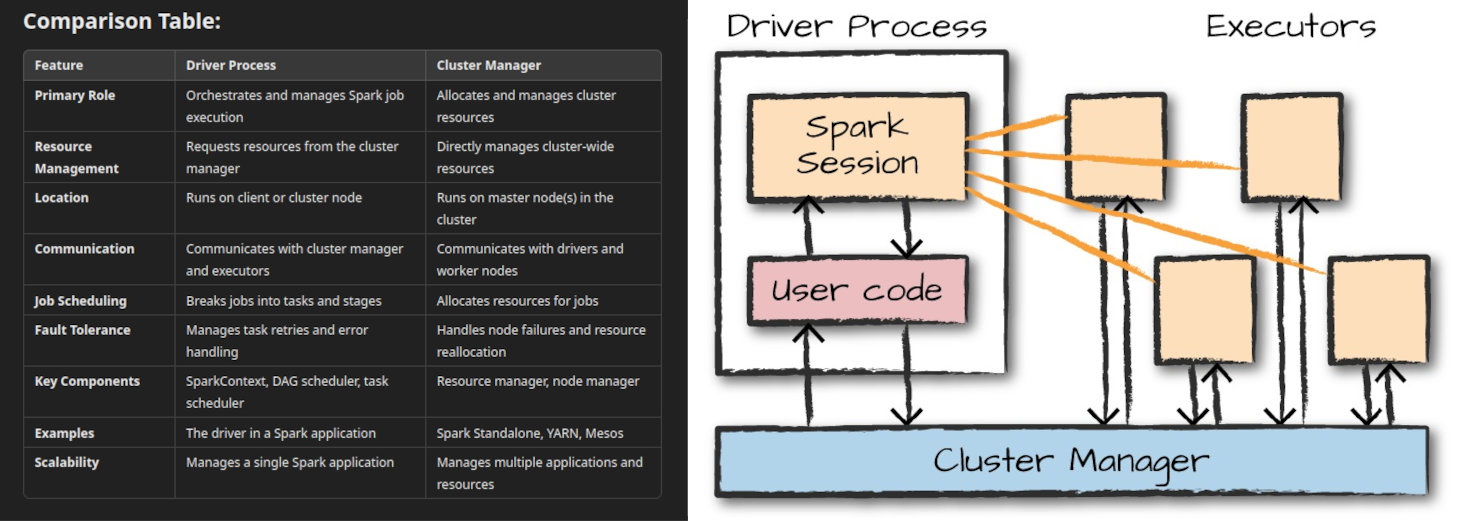 Comparison Table:
Feature Driver Process Cluster Manager
Primary Role Orchestrates and manages Spark job Allocates and manages cluster
execution resources
Resource Requests resources from the cluster Directly manages cluster-wide
Management manager resources
Location Runs on client or cluster node Runs on master node(s) in the
cluster
Communication Communicates with cluster manager Communicates with drivers and
and executors worker nodes
Job Scheduling Breaks jobs into tasks and stages Allocates resources for jobs
Fault Tolerance Manages task retries and error Handles node failures and resource
handling reallocation
Key Components SparkContext, DAG scheduler, task Resource manager, node manager
scheduler
Examples The driver in a Spark application Spark Standalone, YARN, Mesos
Scalability Manages a single Spark application Manages multiple applications and
resources
Driver Process
Executors
Spark
Session
User code
Cluster Manager